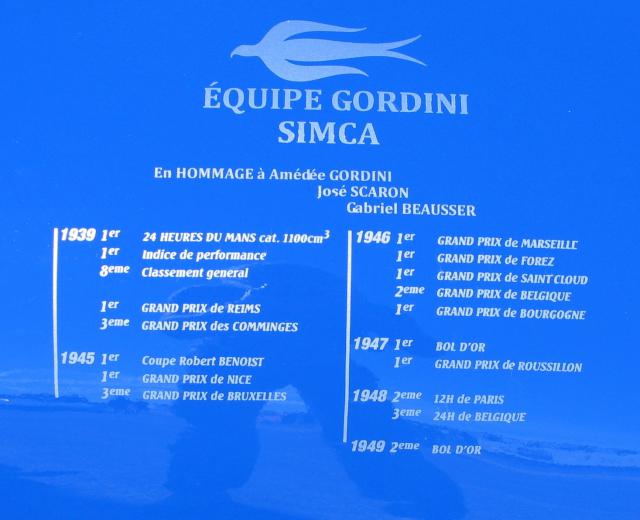 ÉQUIPE GORDINI
SIMCA
En HOMMAGE à Amédée GORDINI
José SCARON
Gabriel BEAUSSER
1939 1er 24 HEURES DU MANS cat. 1100cm3
1er Indice de performance
8eme Classement general
1er GRAND PRIX de REIMS
3eme GRAND PRIX des COMMINGES
1945 1er Coupe Robert BENOIST
1er GRAND PRIX de NICE
3eme GRAND PRIX de BRUXELLES
1946 1er GRAND PRIX de MARSEILLE
1er GRAND PRIX de FOREZ
1er GRAND PRIX de SAINT CLOUD
2eme GRAND PRIX de BELGIQUE
1er GRAND PRIX de BOURGOGNE
1947 1er BOL D'OR
1er GRAND PRIX de ROUSSILLON
1948 2eme 12H de PARIS
3eme 24H de BELGIQUE
1949 2eme BOL D'OR